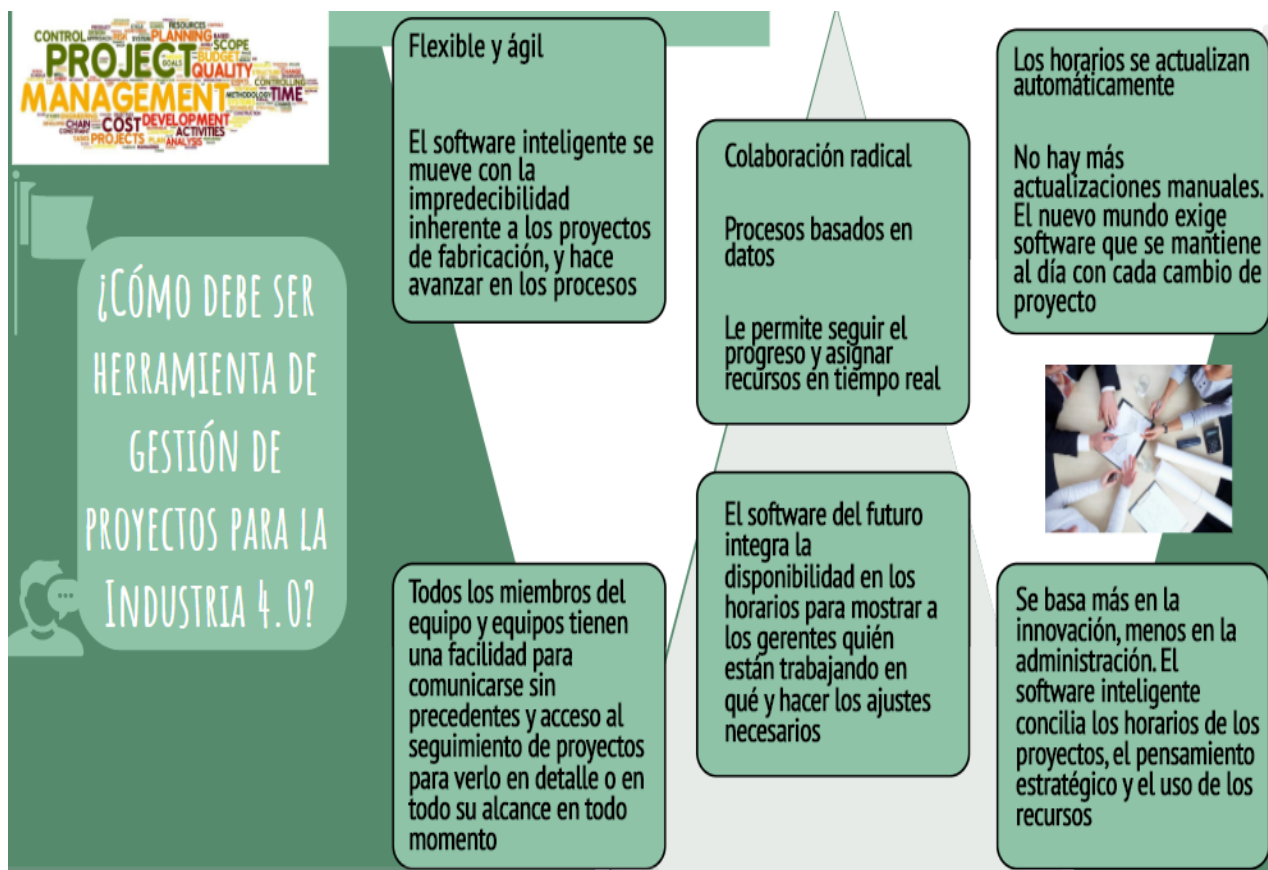 CONTROL
PLANNING
RESOURCES
SCOPE
PROJECT
GOALS
BUDGET
QUALITY
CONTROLLING
MANAGEMENT
METHODOLOGY
TIME
CHAIN
COST
DEVELOPMENT
ACTIVITIES
PROJECTS
PLAN
ANALYSIS
¿Cómo debe ser
herramienta de
gestión de
proyectos para la
Industria 4.0?
Flexible y ágil
El software inteligente se
mueve con la
impredecibilidad
inherente a los proyectos
de fabricación, y hace
avanzar en los procesos
Todos los miembros del
equipo y equipos tienen
una facilidad para
comunicarse sin
precedentes y acceso al
seguimiento de proyectos
para verlo en detalle o en
todo su alcance en todo
momento
Colaboración radical
Procesos basados en
datos
Le permite seguir el
progreso y asignar
recursos en tiempo real
El software del futuro
integra la
disponibilidad en los
horarios para mostrar a
los gerentes quién
están trabajando en
qué y hacer los ajustes
necesarios
Los horarios se actualizan
automáticamente
No hay más
actualizaciones manuales.
El nuevo mundo exige
software que se mantiene
al día con cada cambio de
proyecto
Se basa más en la
innovación, menos en la
administración. El
software inteligente
concilia los horarios de los
proyectos, el pensamiento
estratégico y el uso de los
recursos